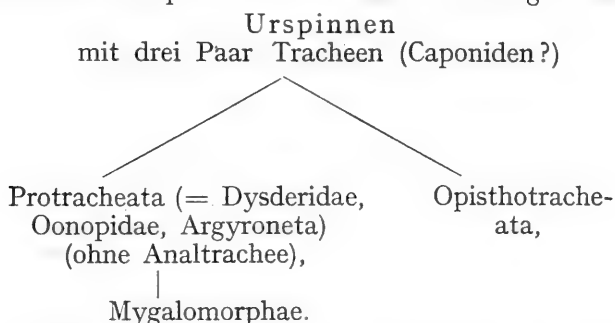 Urspinnen
mit drei Paar Tracheen (Caponiden?)
Protracheata (= Dysderidae,
Oonopidae, Argyroneta)
(ohne Analtrachee),
Mygalomorphae.
Opisthotrache-
ata,